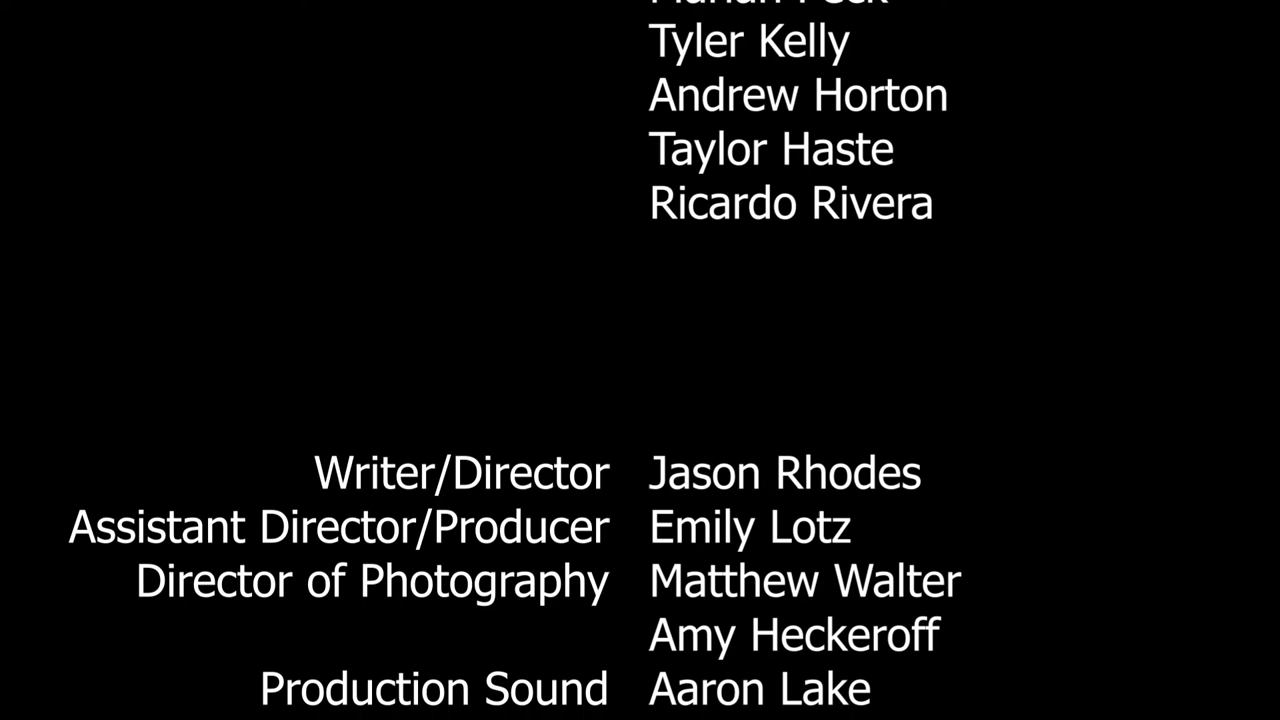 Tyler Kelly
Andrew Horton
Taylor Haste
Ricardo Rivera
Writer/Director Jason Rhodes
Assistant Director/Producer Emily Lotz
Director of Photography Matthew Walter
Amy Heckeroff
Production Sound Aaron Lake